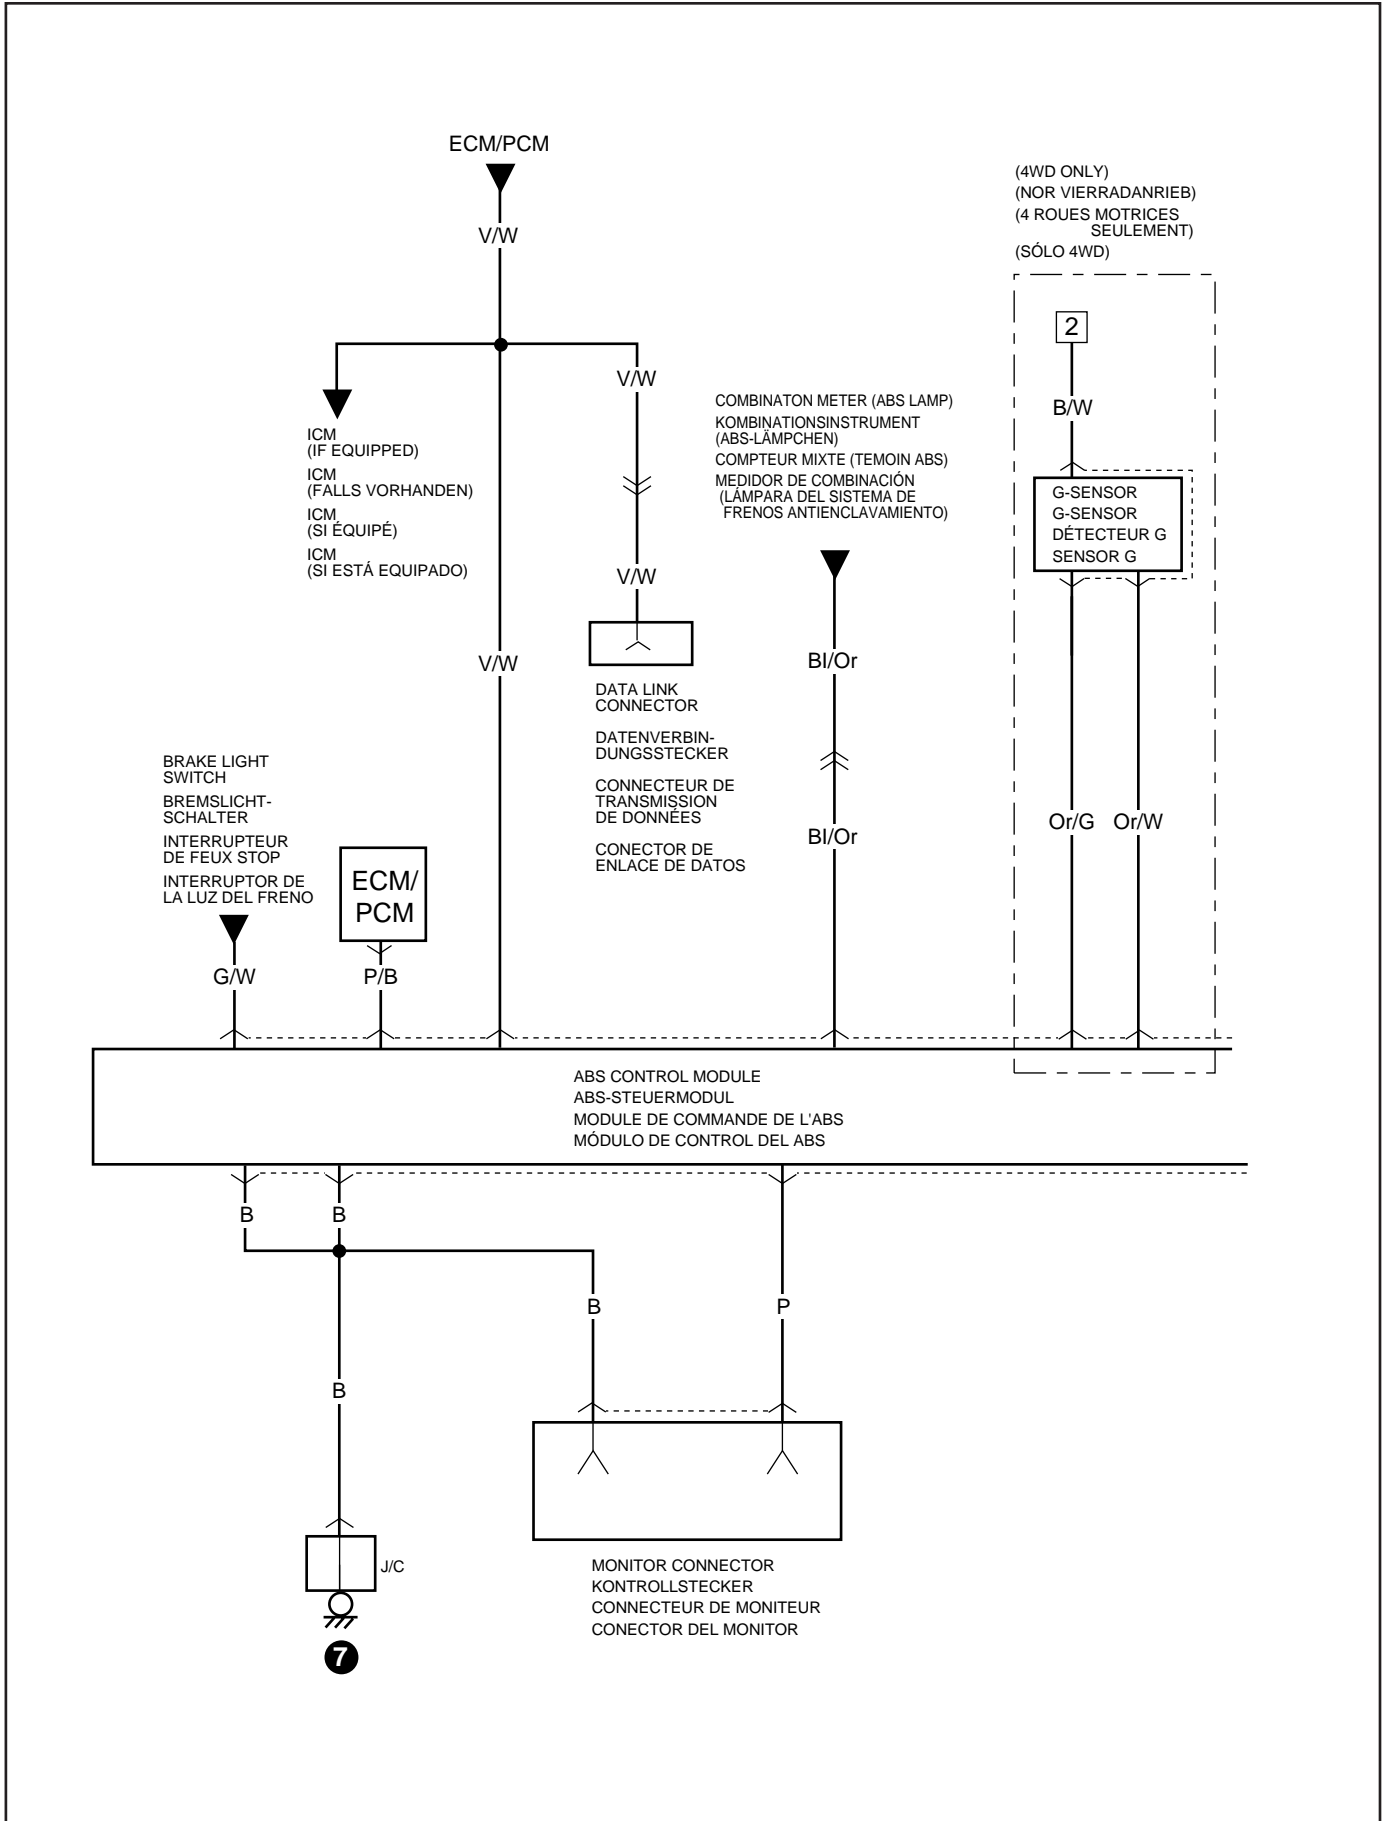 ECM/PCM
V/W
(4WD ONLY)
(NOR VIERRADANRIEB)
(4 ROUES MOTRICES
SEULEMENT)
(SÓLO 4WD)
2
B/W
V/W
COMBINATON METER (ABS LAMP)
KOMBINATIONSINSTRUMENT
(ABS-LÄMPCHEN)
COMPTEUR MIXTE (TEMOIN ABS)
MEDIDOR DE COMBINACIÓN
(LÁMPARA DEL SISTEMA DE
FRENOS ANTIENCLAVAMIENTO)
ICM
(IF EQUIPPED)
ICM
(FALLS VORHANDEN)
ICM
(SI ÉQUIPÉ)
ICM
(SI ESTÁ EQUIPADO)
G-SENSOR
G-SENSOR
DÉTECTEUR G
SENSOR G
V/W
V/W
Bl/Or
DATA LINK
CONNECTOR
DATENVERBIN-
DUNGSSTECKER
CONNECTEUR DE
TRANSMISSION
DE DONNÉES
CONECTOR DE
ENLACE DE DATOS
BRAKE LIGHT
SWITCH
BREMSLICHT-
SCHALTER
INTERRUPTEUR
DE FEUX STOP
INTERRUPTOR DE
LA LUZ DEL FRENO
ECM/
PCM
Bl/Or
Or/G Or/W
G/W
P/B
ABS CONTROL MODULE
ABS-STEUERMODUL
MODULE DE COMMANDE DE L'ABS
MÓDULO DE CONTROL DEL ABS
B
B
B
P
B
J/C
7
MONITOR CONNECTOR
KONTROLLSTECKER
CONNECTEUR DE MONITEUR
CONECTOR DEL MONITOR